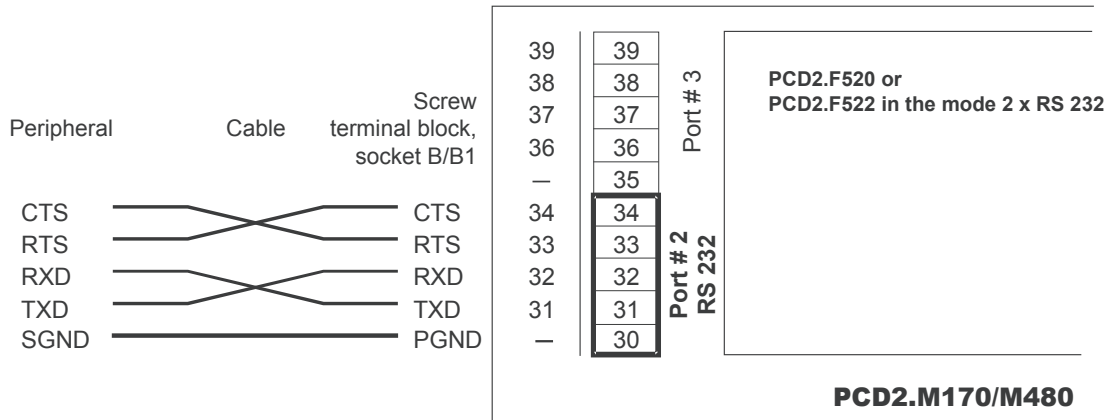 Peripheral
Cable
Screw
terminal block,
socket B/B1
CTS
RTS
RXD
TXD
SGND
CTS
RTS
RXD
TXD
PGND
39
38
37
36
—
34
33
32
31
—
39
38
37
36
35
34
33
32
31
30
Port # 3
Port # 2
RS 232
PCD2.F520 or
PCD2.F522 in the mode 2 x RS 232
PCD2.M170/M480